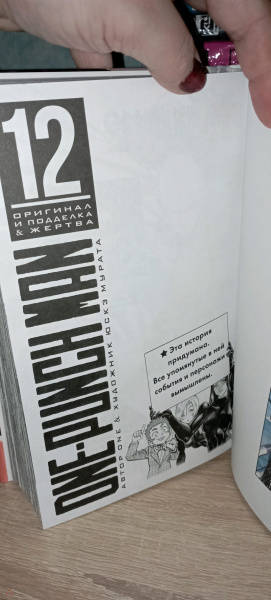 12
ОРИГИНАЛ
И ПОДДЕЛКА
& ЖЕРТВА
ONE-PUNCH MAN
АВТОР ONE & ХУДОЖНИК ЮСКЭ МУРАТА
★ Эта история
придумана.
Все упомянутые в ней
события и персонажи
вымышлены.